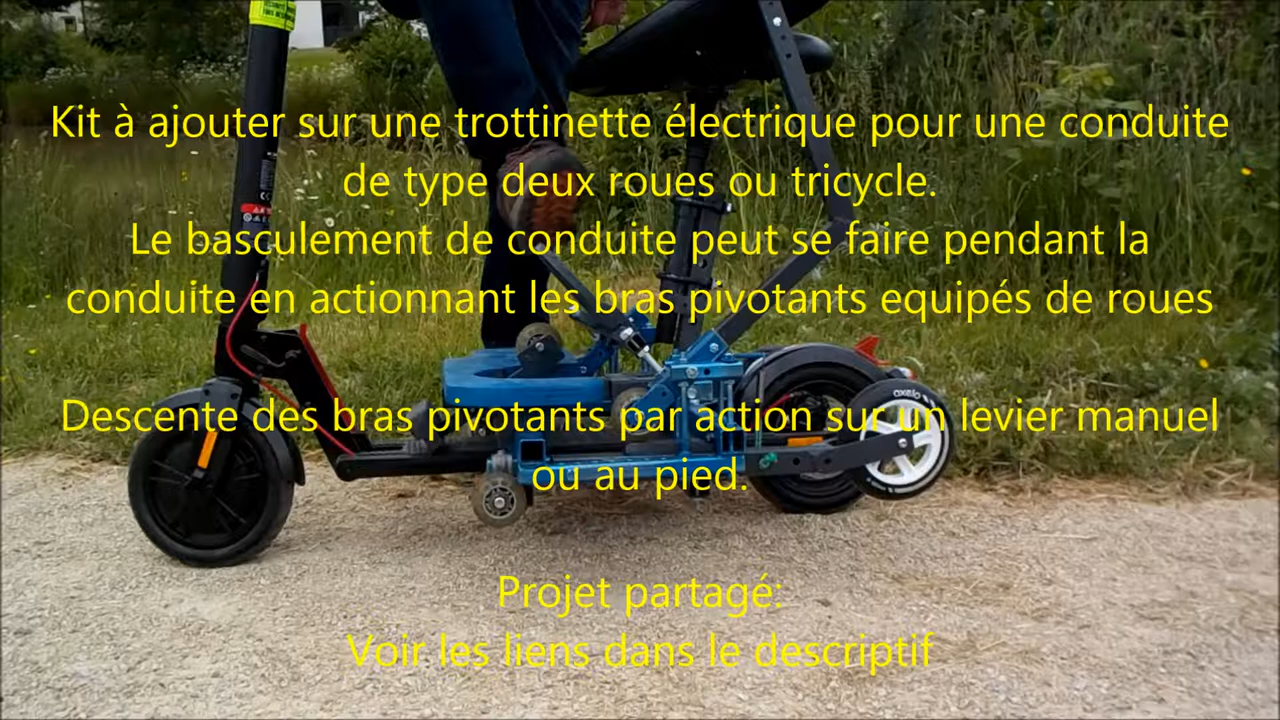 Kit à ajouter sur une trottinette électrique pour une conduite
de type deux roues ou tricycle.
Le basculement de conduite peut se faire pendant la
conduite en actionnant les bras pivotants equipés de roues
oxelo
Descente des bras pivotants par action sur un levier manuel
ou au pied.
Projet partagé:
Voir les liens dans le descriptif